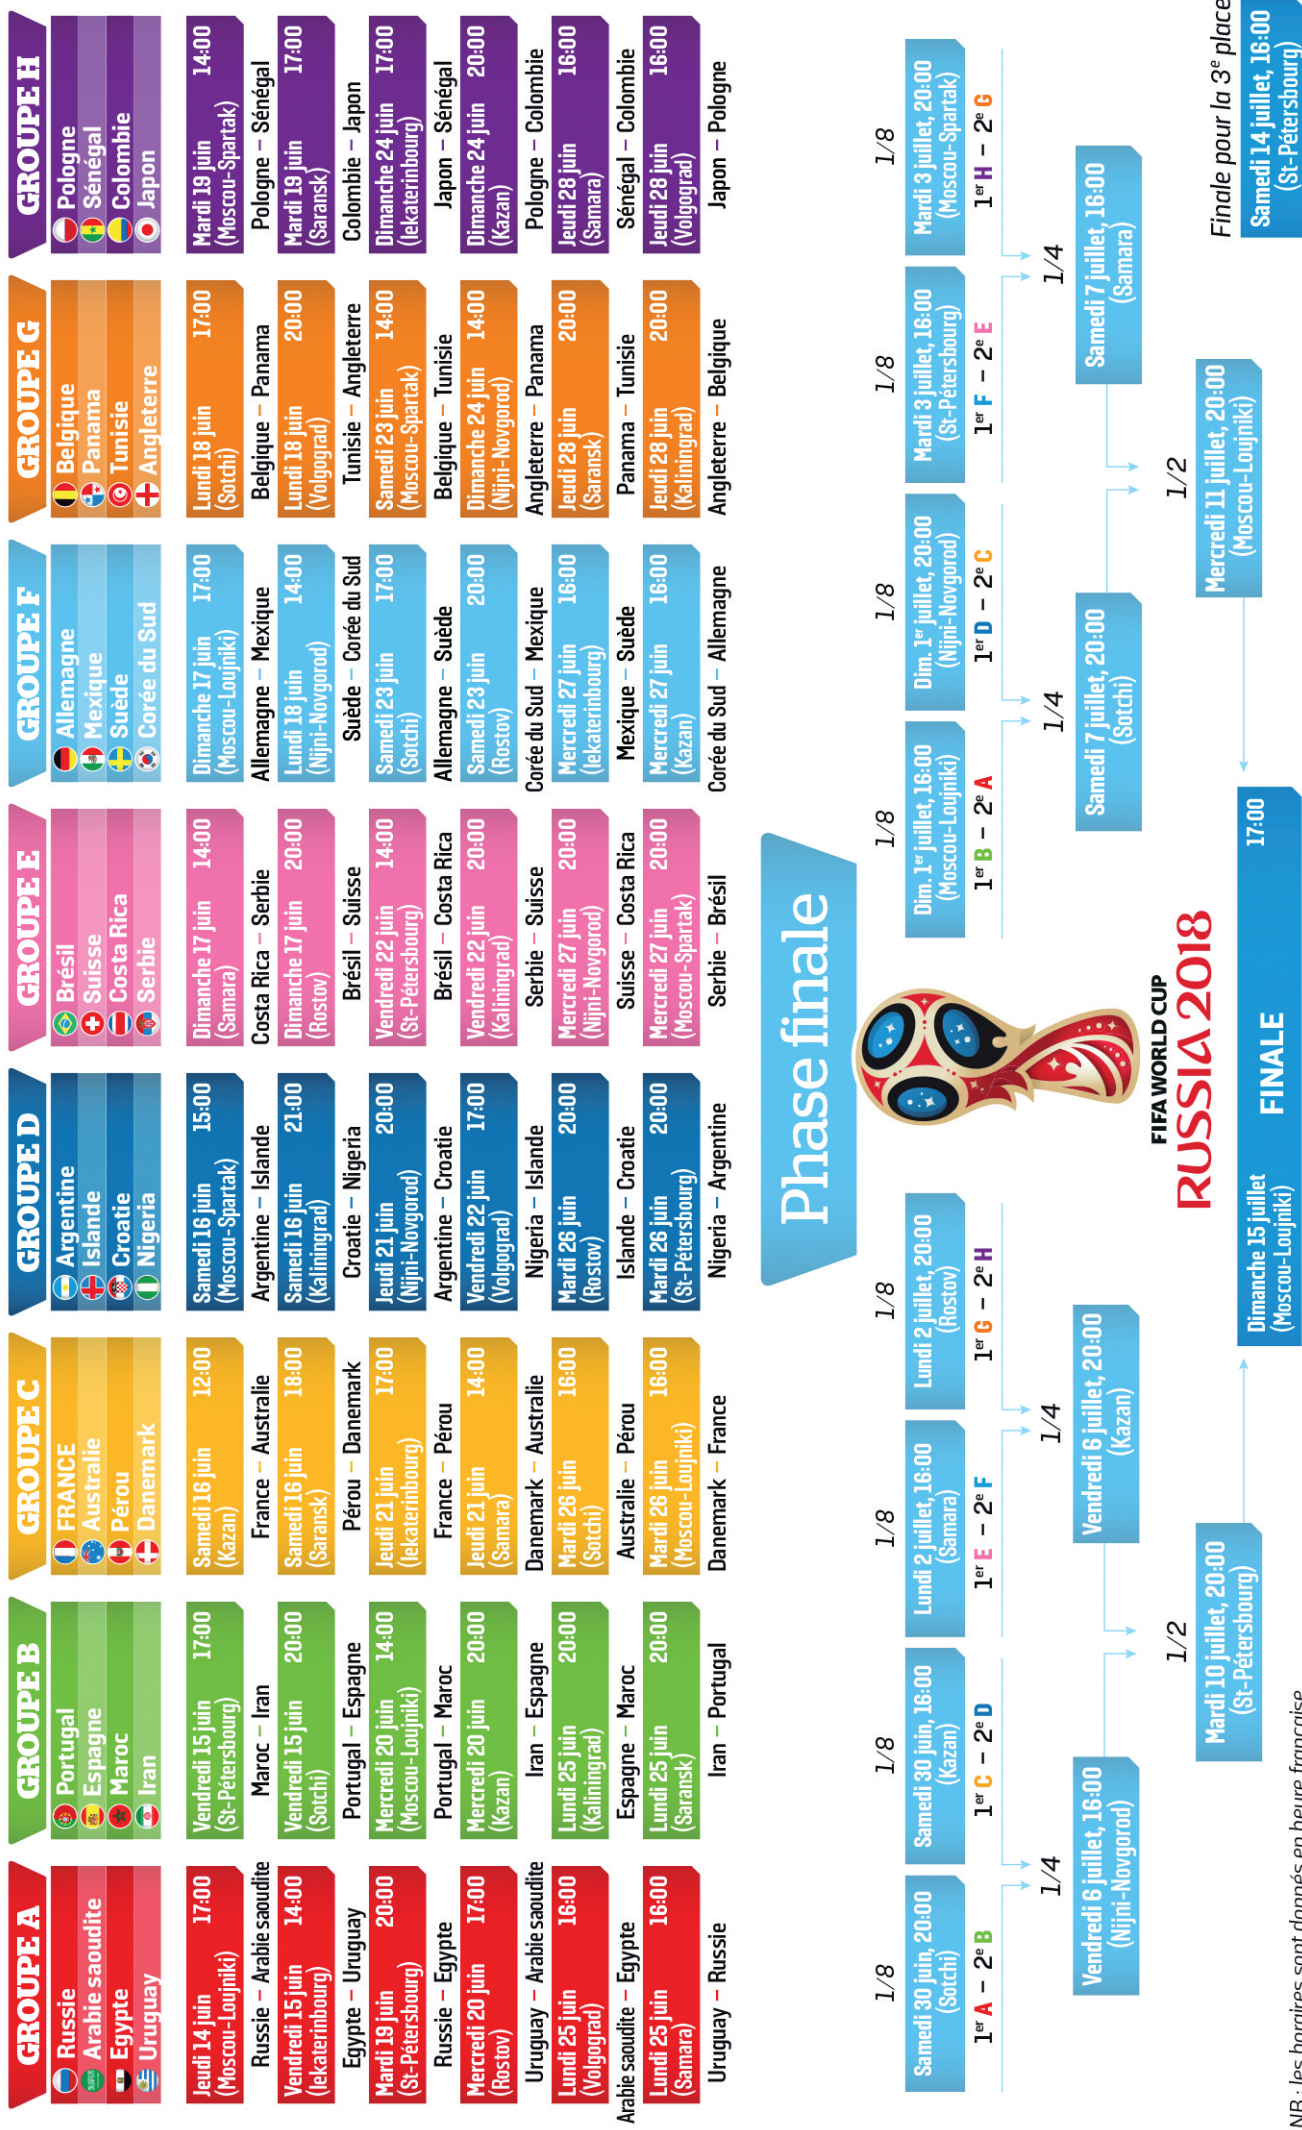 GROUPE A
Russie
Arabie saoudite
Egypte
Uruguay
Jeudi 14 juin 17:00
(Moscou-Loujniki)
Russie – Arabie saoudite
Vendredi 15 juin 14:00
(Iekaterinbourg)
Egypte – Uruguay
Mardi 19 juin 20:00
(St-Pétersbourg)
Russie – Egypte
Mercredi 20 juin 17:00
(Rostov)
Uruguay – Arabie saoudite
Lundi 25 juin 16:00
(Volgograd)
Arabie saoudite – Egypte
Lundi 25 juin 16:00
(Samara)
Uruguay – Russie
GROUPE B
Portugal
Espagne
Maroc
Iran
Vendredi 15 juin 17:00
(St-Pétersbourg)
Maroc – Iran
Vendredi 15 juin 20:00
(Sotchi)
Portugal – Espagne
Mercredi 20 juin 14:00
(Moscou-Loujniki)
Portugal – Maroc
Mercredi 20 juin 20:00
(Kazan)
Iran – Espagne
Lundi 25 juin 20:00
(Kaliningrad)
Espagne – Maroc
Lundi 25 juin 20:00
(Saransk)
Iran – Portugal
GROUPE C
FRANCE
Australie
Pérou
Danemark
Samedi 16 juin 12:00
(Kazan)
France – Australie
Samedi 16 juin 18:00
(Saransk)
Pérou – Danemark
Jeudi 21 juin 17:00
(Iekaterinbourg)
France – Pérou
Jeudi 21 juin 14:00
(Samara)
Danemark – Australie
Mardi 26 juin 16:00
(Sotchi)
Australie – Pérou
Mardi 26 juin 16:00
(Moscou-Loujniki)
Danemark – France
GROUPE D
Argentine
Islande
Croatie
Nigeria
Samedi 16 juin 15:00
(Moscou-Spartak)
Argentine – Islande
Samedi 16 juin 21:00
(Kaliningrad)
Croatie – Nigeria
Jeudi 21 juin 20:00
(Nijni-Novgorod)
Argentine – Croatie
Vendredi 22 juin 17:00
(Volgograd)
Nigeria – Islande
Mardi 26 juin 20:00
(Rostov)
Islande – Croatie
Mardi 26 juin 20:00
(St-Pétersbourg)
Nigeria – Argentine
GROUPE E
Brésil
Suisse
Costa Rica
Serbie
Dimanche 17 juin 14:00
(Samara)
Costa Rica – Serbie
Dimanche 17 juin 20:00
(Rostov)
Brésil – Suisse
Vendredi 22 juin 14:00
(St-Pétersbourg)
Brésil – Costa Rica
Vendredi 22 juin 20:00
(Kaliningrad)
Serbie – Suisse
Mercredi 27 juin 20:00
(Nijni-Novgorod)
Suisse – Costa Rica
Mercredi 27 juin 20:00
(Moscou-Spartak)
Serbie – Brésil
GROUPE F
Allemagne
Mexique
Suède
Corée du Sud
Dimanche 17 juin 17:00
(Moscou-Loujniki)
Allemagne – Mexique
Lundi 18 juin 14:00
(Nijni-Novgorod)
Suède – Corée du Sud
Samedi 23 juin 17:00
(Sotchi)
Allemagne – Suède
Samedi 23 juin 20:00
(Rostov)
Corée du Sud – Mexique
Mercredi 27 juin 16:00
(Iekaterinbourg)
Mexique – Suède
Mercredi 27 juin 16:00
(Kazan)
Corée du Sud – Allemagne
GROUPE G
Belgique
Panama
Tunisie
Angleterre
Lundi 18 juin 17:00
(Sotchi)
Belgique – Panama
Lundi 18 juin 20:00
(Volgograd)
Tunisie – Angleterre
Samedi 23 juin 14:00
(Moscou-Spartak)
Belgique – Tunisie
Dimanche 24 juin 14:00
(Nijni-Novgorod)
Angleterre – Panama
Jeudi 28 juin 20:00
(Saransk)
Panama – Tunisie
Jeudi 28 juin 20:00
(Kaliningrad)
Angleterre – Belgique
GROUPE H
Pologne
Sénégal
Colombie
Japon
Mardi 19 juin 14:00
(Moscou-Spartak)
Pologne – Sénégal
Mardi 19 juin 17:00
(Saransk)
Colombie – Japon
Dimanche 24 juin 17:00
(Iekaterinbourg)
Japon – Sénégal
Dimanche 24 juin 20:00
(Kazan)
Pologne – Colombie
Jeudi 28 juin 16:00
(Samara)
Sénégal – Colombie
Jeudi 28 juin 16:00
(Volgograd)
Japon – Pologne
Phase finale
1/8
Samedi 30 juin, 20:00
(Sotchi)
1er A – 2e B
1/8
Samedi 30 juin, 16:00
(Kazan)
1er C – 2e D
1/8
Lundi 2 juillet, 16:00
(Samara)
1er E – 2e F
1/8
Lundi 2 juillet, 20:00
(Rostov)
1er G – 2e H
1/8
Dim. 1er juillet, 16:00
(Moscou-Loujniki)
1er B – 2e A
1/8
Dim. 1er juillet, 20:00
(Nijni-Novgorod)
1er D – 2e C
1/8
Mardi 3 juillet, 16:00
(St-Pétersbourg)
1er F – 2e E
1/8
Mardi 3 juillet, 20:00
(Moscou-Spartak)
1er H – 2e G
1/4
Vendredi 6 juillet, 16:00
(Nijni-Novgorod)
1/4
Vendredi 6 juillet, 20:00
(Kazan)
1/4
Samedi 7 juillet, 20:00
(Sotchi)
1/4
Samedi 7 juillet, 16:00
(Samara)
1/2
Mardi 10 juillet, 20:00
(St-Pétersbourg)
FIFA WORLD CUP
RUSSIA 2018
1/2
Mercredi 11 juillet, 20:00
(Moscou-Loujniki)
Dimanche 15 juillet 17:00
(Moscou-Loujniki)
FINALE
Finale pour la 3e place
Samedi 14 juillet, 16:00
(St-Pétersbourg)
NB : les horaires sont donnés en heure française